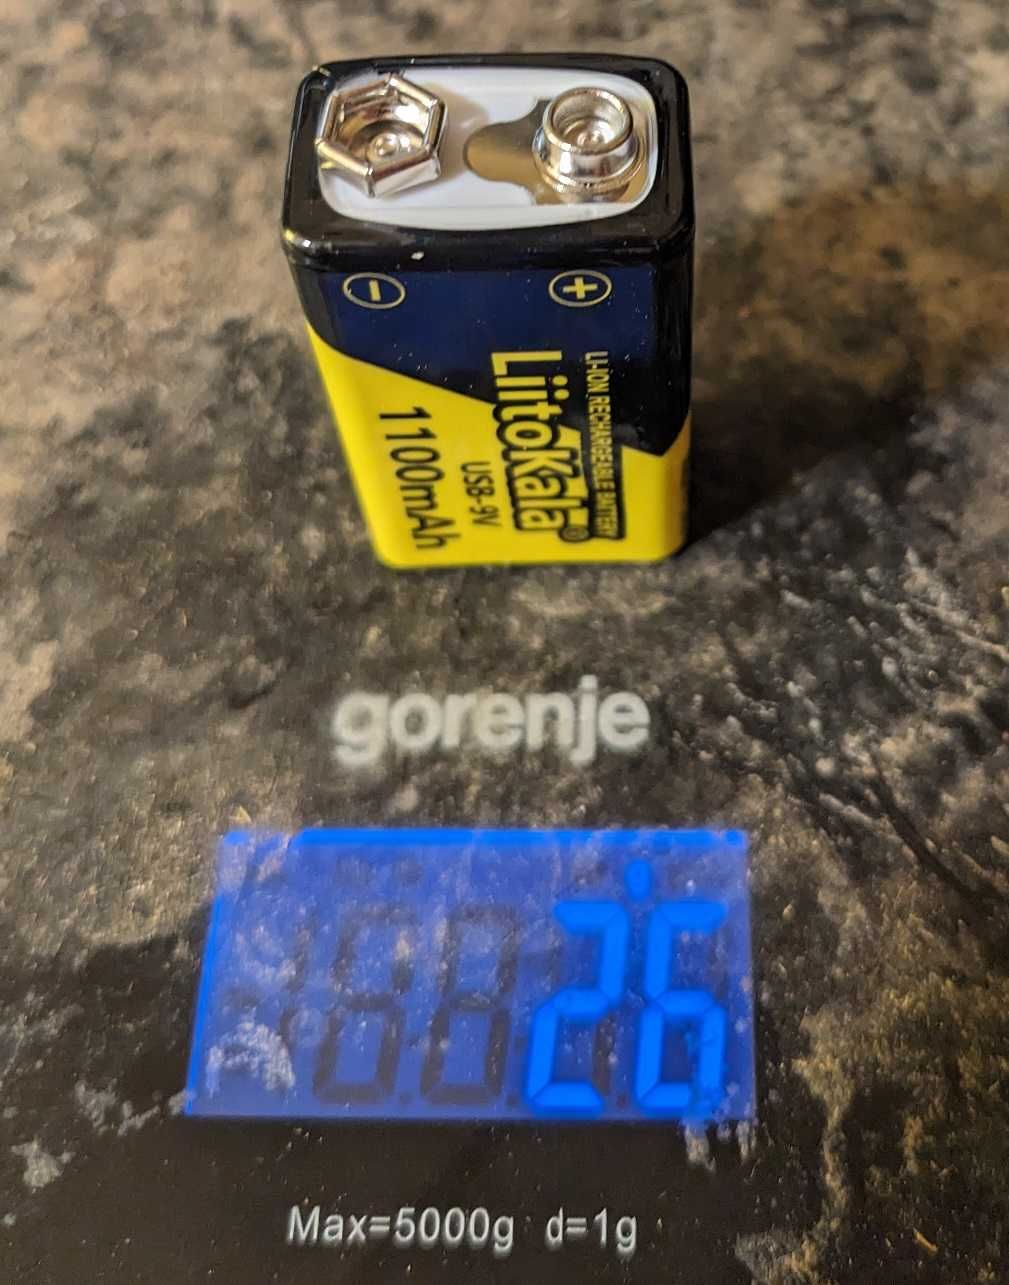 LI-ION RECHARGEABLE BATTERY
LiitoKala®
USB-9V
1100mAh
gorenje
26
Max=5000g d=1g